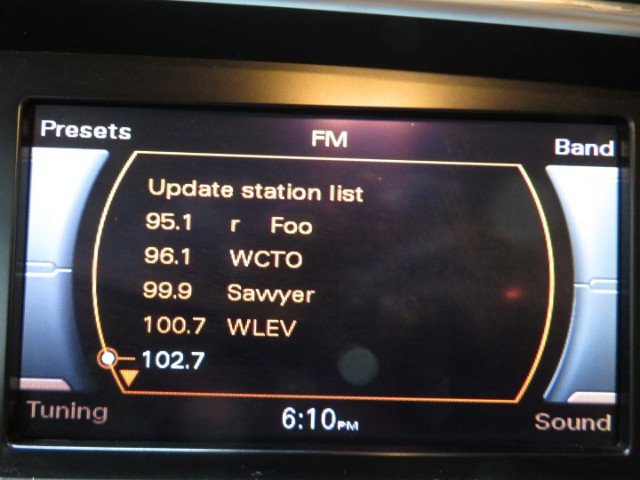 Presets FM Band
Update station list
95.1 r Foo
96.1 WCTO
99.9 Sawyer
100.7 WLEV
102.7
Tuning 6:10PM Sound